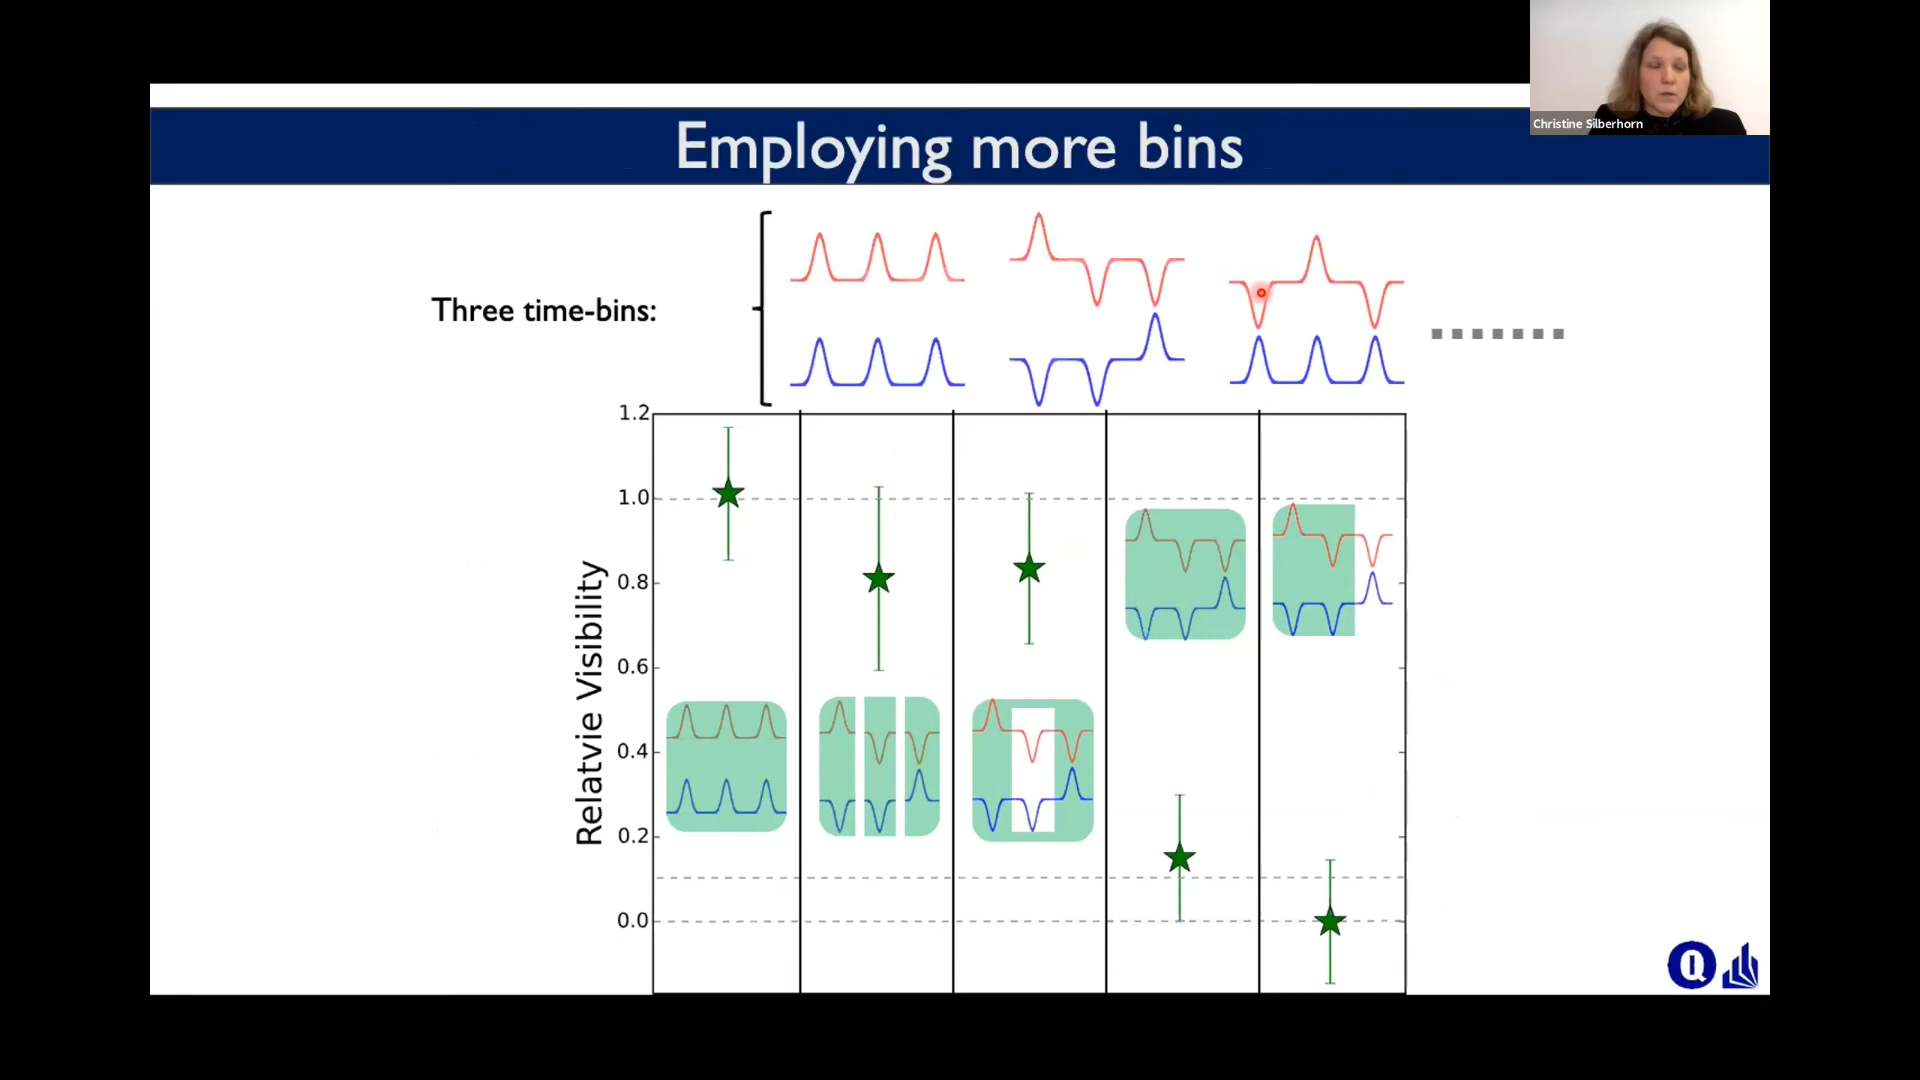 Christine Silberhorn
Employing more bins
Three time-bins:
1.2
1.0
0.8
0.6
0.4
0.2
0.0
Relatvie Visibility
Q